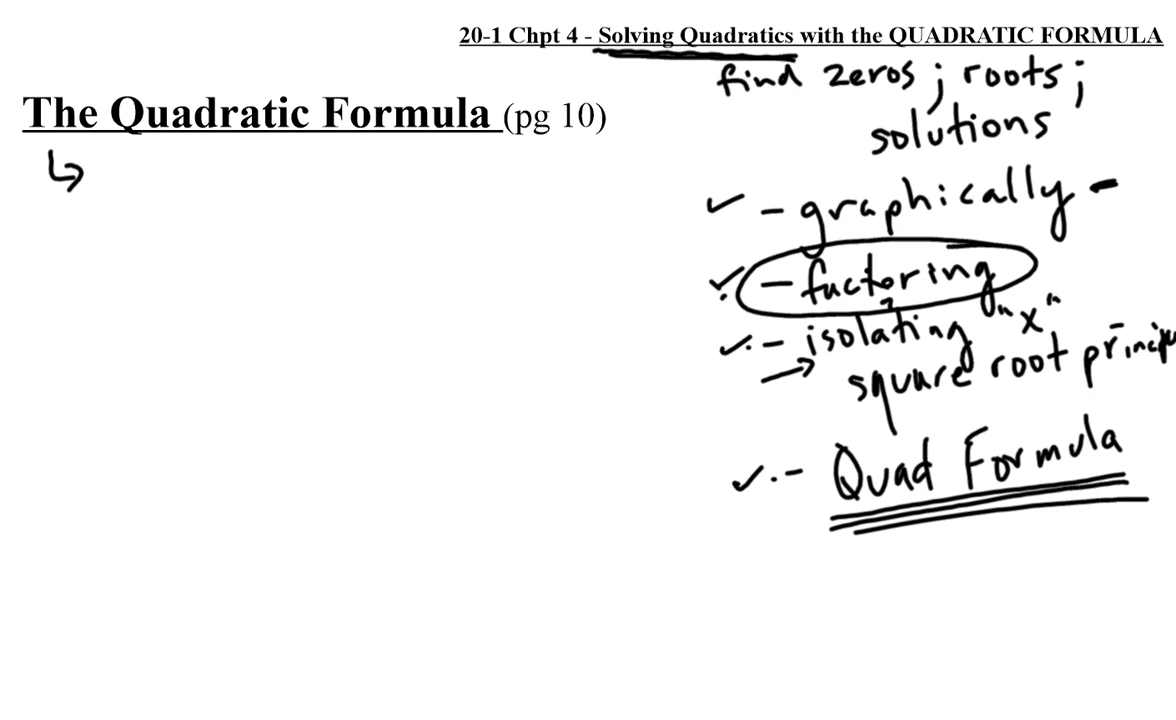 20-1 Chpt 4 - Solving Quadratics with the QUADRATIC FORMULA
find zeros ; roots ;
The Quadratic Formula (pg 10)
solutions
- graphically -
- factoring
- isolating "x"
square root
- Quad Formula